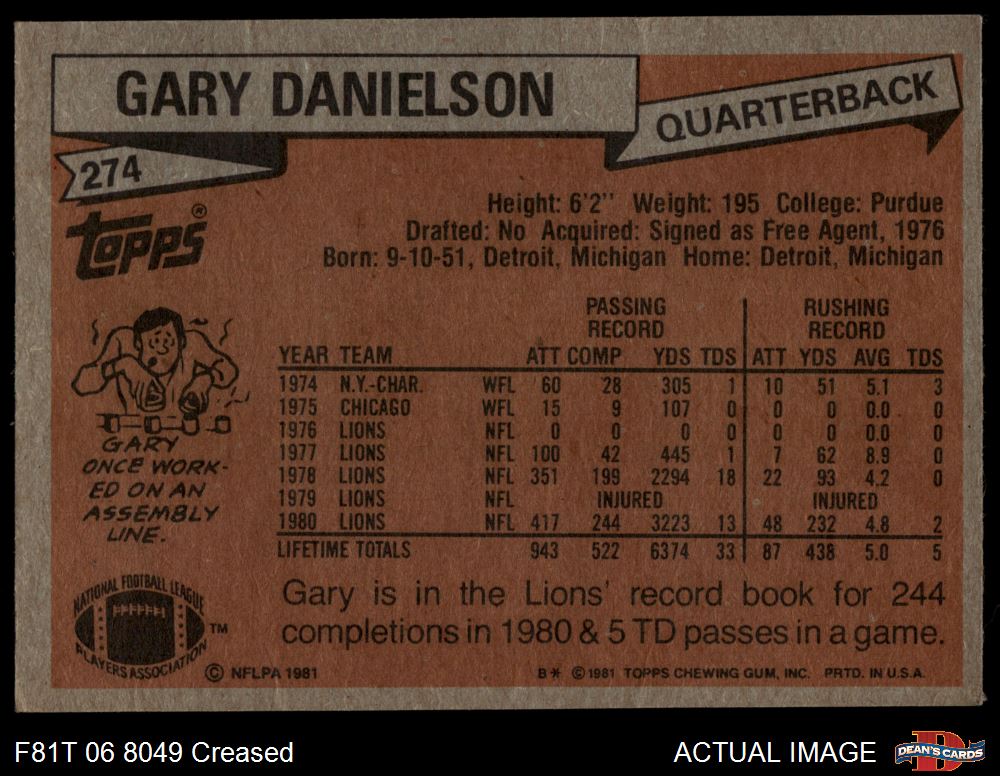 GARY DANIELSON
QUARTERBACK
274
Topps®
Height: 6'2" Weight: 195 College: Purdue
Drafted: No Acquired: Signed as Free Agent, 1976
Born: 9-10-51, Detroit, Michigan Home: Detroit, Michigan
PASSING RECORD RUSHING RECORD
YEAR TEAM ATT COMP YDS TDS ATT YDS AVG TDS
1974 N.Y.-CHAR. WFL 60 28 305 1 10 51 5.1 3
1975 CHICAGO WFL 15 9 107 0 0 0 0.0 0
1976 LIONS NFL 0 0 0 0 0 0 0.0 0
1977 LIONS NFL 100 42 445 1 7 62 8.9 0
1978 LIONS NFL 351 199 2294 18 22 93 4.2 0
1979 LIONS NFL INJURED INJURED
1980 LIONS NFL 417 244 3223 13 48 232 4.8 2
LIFETIME TOTALS 943 522 6374 33 87 438 5.0 5
GARY
ONCE WORK-
ED ON AN
ASSEMBLY
LINE.
Gary is in the Lions' record book for 244
completions in 1980 & 5 TD passes in a game.
NATIONAL FOOTBALL LEAGUE
PLAYERS ASSOCIATION
TM
© NFLPA 1981
B* © 1981 TOPPS CHEWING GUM, INC. PRTD. IN U.S.A.
F81T 06 8049 Creased
ACTUAL IMAGE
D
DEAN'S CARDS